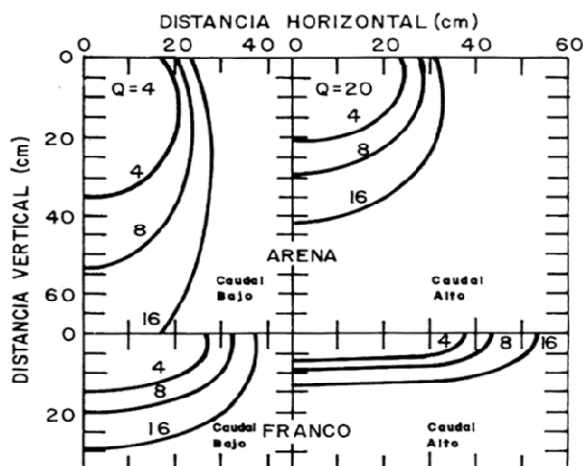 DISTANCIA HORIZONTAL (cm)
0 20 40 0 20 40 60
DISTANCIA VERTICAL (cm)
0
20
40
60
0
20
Q=4
4
8
16
Caudal
Bajo
Q=20
4
8
16
Caudal
Alto
ARENA
4
8
16
Caudal
Bajo
4 8 16
Caudal
Alto
FRANCO